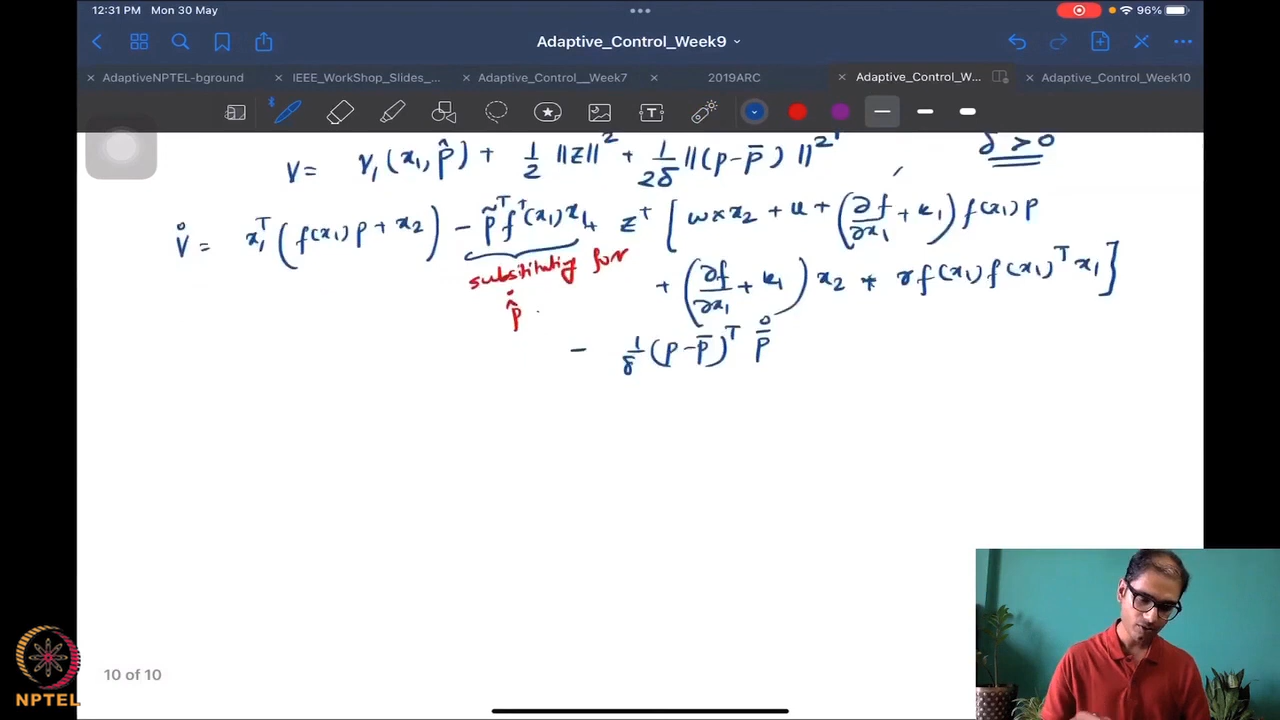 12:31 PM Mon 30 May
96%
Adaptive_Control_Week9
AdaptiveNPTEL-bground
IEEE_WorkShop_Slides_...
Adaptive_Control__Week7
2019ARC
Adaptive_Control_W...
Adaptive_Control_Week10
V = V₁(x₁, p̂) + 1/2 ||z||² + 1/2δ ||(p - p̄)||², δ > 0
V̇ = x₁ᵀ (f(x₁) p + x₂) - p̃ᵀ fᵀ(x₁) x₁ + zᵀ [ω × x₂ + u + (∂f/∂x₁ + k₁) f(x₁) p
substituting for p̂̇
+ (∂f/∂x₁ + k₁) x₂ + γ f(x₁) f(x₁)ᵀ x₁]
- 1/δ (p - p̄)ᵀ p̄̇
10 of 10
NPTEL